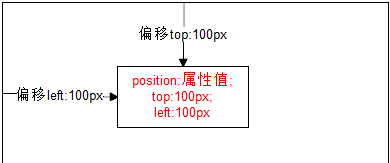 偏移top:100px
偏移left:100px
position:属性值;
top:100px;
left:100px